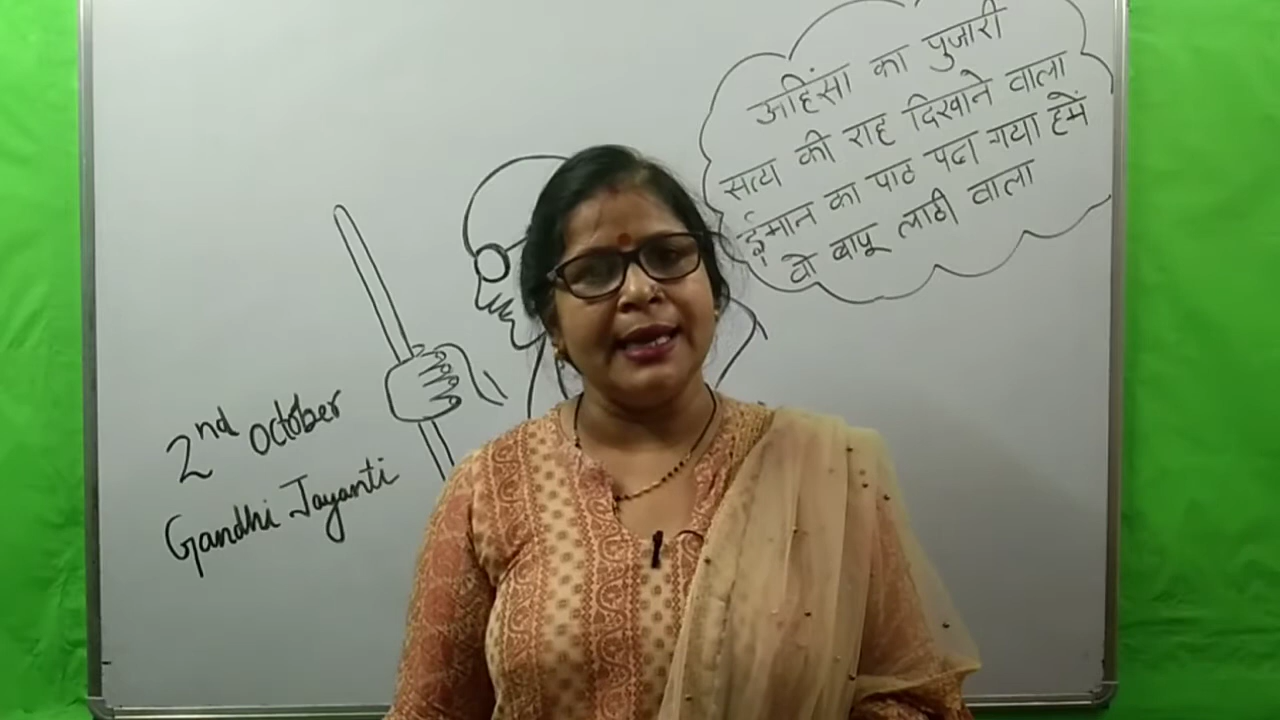 अहिंसा का पुजारी
सत्य की राह दिखाने वाला
ईमान का पाठ पढा गया हमें
वो बापू लाठी वाला
2nd October
Gandhi Jayanti